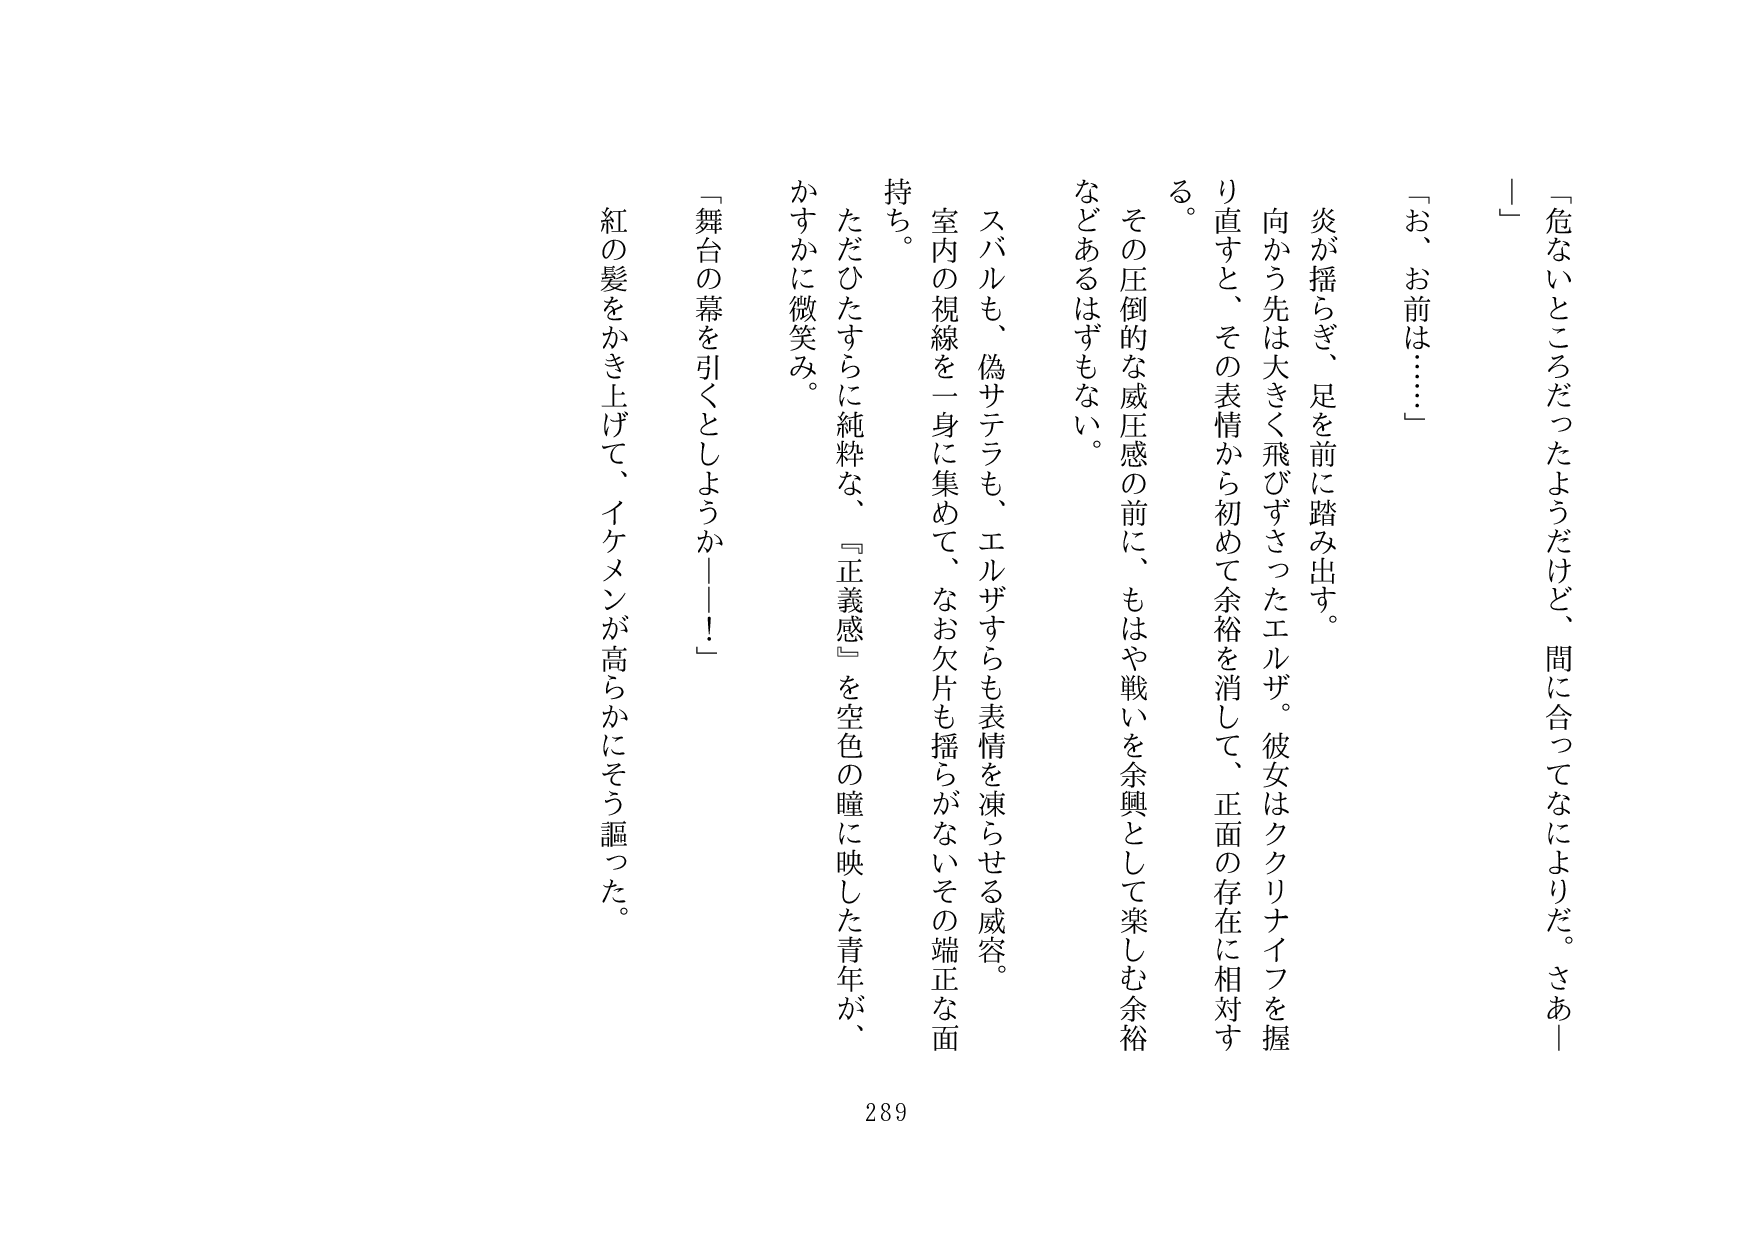 「危ないところだったようだけど、間に合ってなによりだ。さあ―
―」
「お、お前は……」
炎が揺らぎ、足を前に踏み出す。
向かう先は大きく飛びずさったエルザ。彼女はククリナイフを握
り直すと、その表情から初めて余裕を消して、正面の存在に相対す
る。
その圧倒的な威圧感の前に、もはや戦いを余興として楽しむ余裕
などあるはずもない。
スバルも、偽サテラも、エルザすらも表情を凍らせる威容。
室内の視線を一身に集めて、なお欠片も揺らがないその端正な面
持ち。
ただひたすらに純粋な、『正義感』を空色の瞳に映した青年が、
かすかに微笑み。
「舞台の幕を引くとしようか――！」
紅の髪をかき上げて、イケメンが高らかにそう謳った。
289